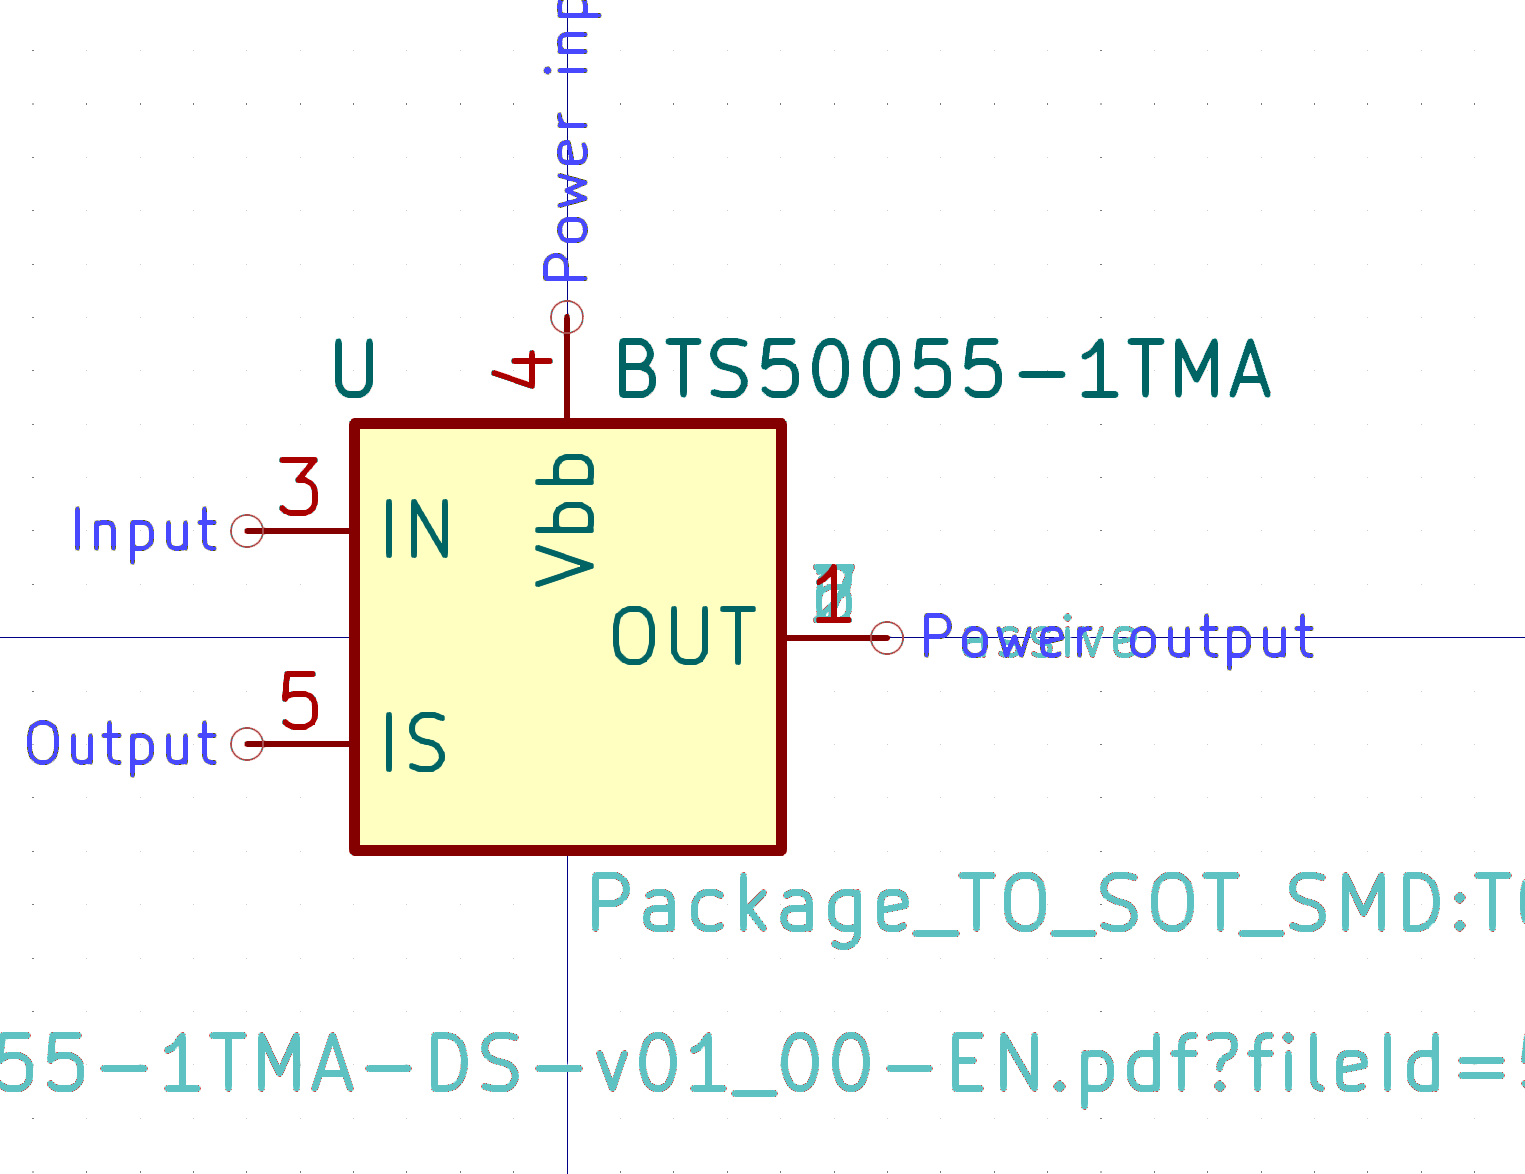 Power inp
U
4
BTS50055-1TMA
3
Vbb
Input
IN
1
OUT
Power output
5
Output
IS
Package_TO_SOT_SMD:T
55-1TMA-DS-v01_00-EN.pdf?fileId=5